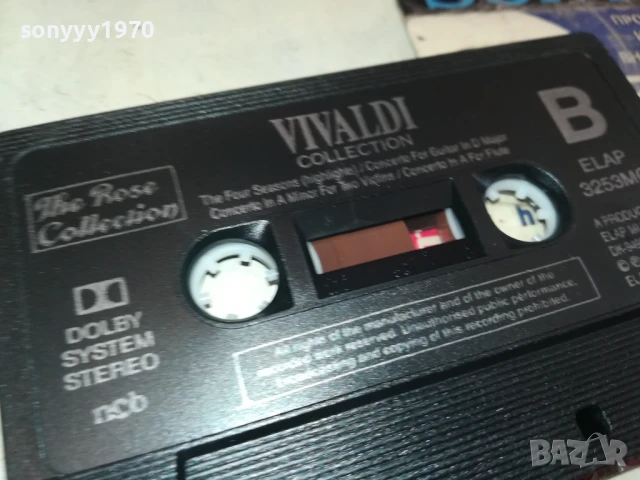 sonyyy1970
VIVALDI
COLLECTION
The Four Seasons (highlights) / Concerto For Guitar In D Major
Concerto In A Minor For Two Violins / Concerto In A For Flute
B
ELAP
The Rose
Collection
A
ELAP
DOLBY
SYSTEM
STEREO
ncb
All rights of the manufacturer and of the owner of the
recorded work reserved. Unauthorised public performance,
broadcasting and copying of this recording prohibited.
BAZAR